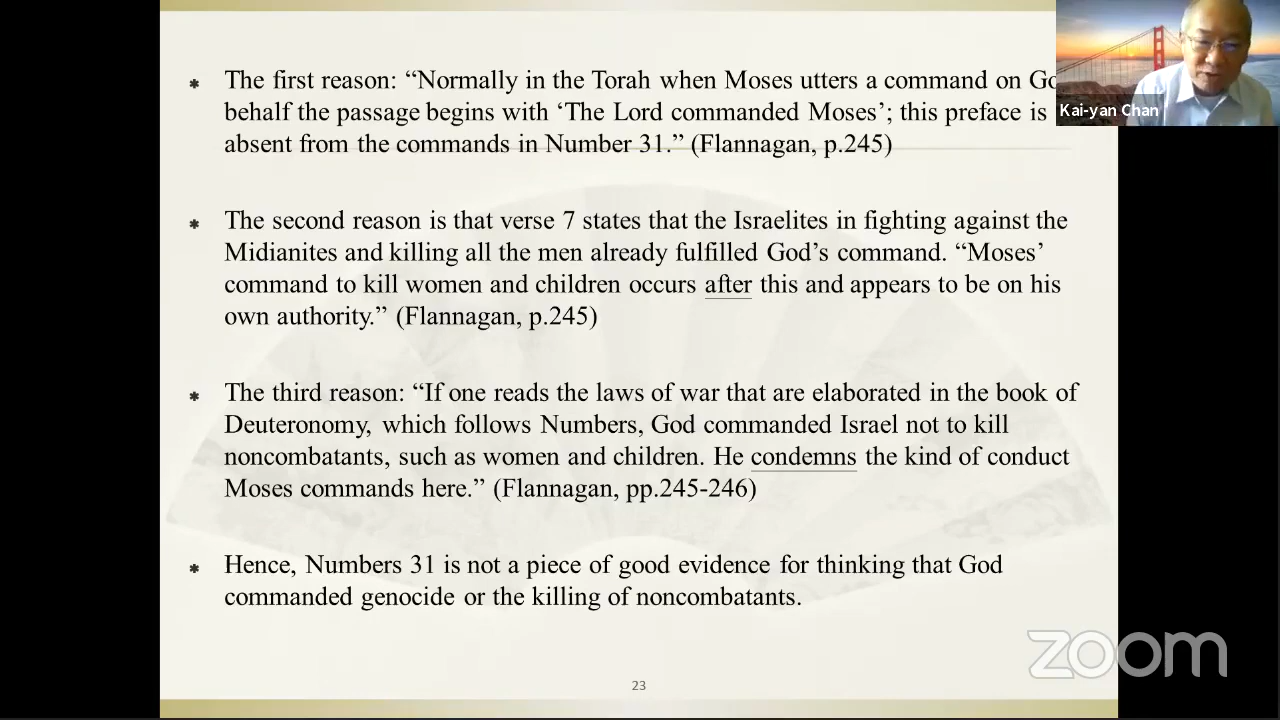 The first reason: “Normally in the Torah when Moses utters a command on
behalf the passage begins with ‘The Lord commanded Moses’; this preface is
absent from the commands in Number 31.” (Flannagan, p.245)
The second reason is that verse 7 states that the Israelites in fighting against the
Midianites and killing all the men already fulfilled God’s command. “Moses’
command to kill women and children occurs after this and appears to be on his
own authority.” (Flannagan, p.245)
The third reason: “If one reads the laws of war that are elaborated in the book of
Deuteronomy, which follows Numbers, God commanded Israel not to kill
noncombatants, such as women and children. He condemns the kind of conduct
Moses commands here.” (Flannagan, pp.245-246)
Hence, Numbers 31 is not a piece of good evidence for thinking that God
commanded genocide or the killing of noncombatants.
23
Kai-yan Chan
zoom